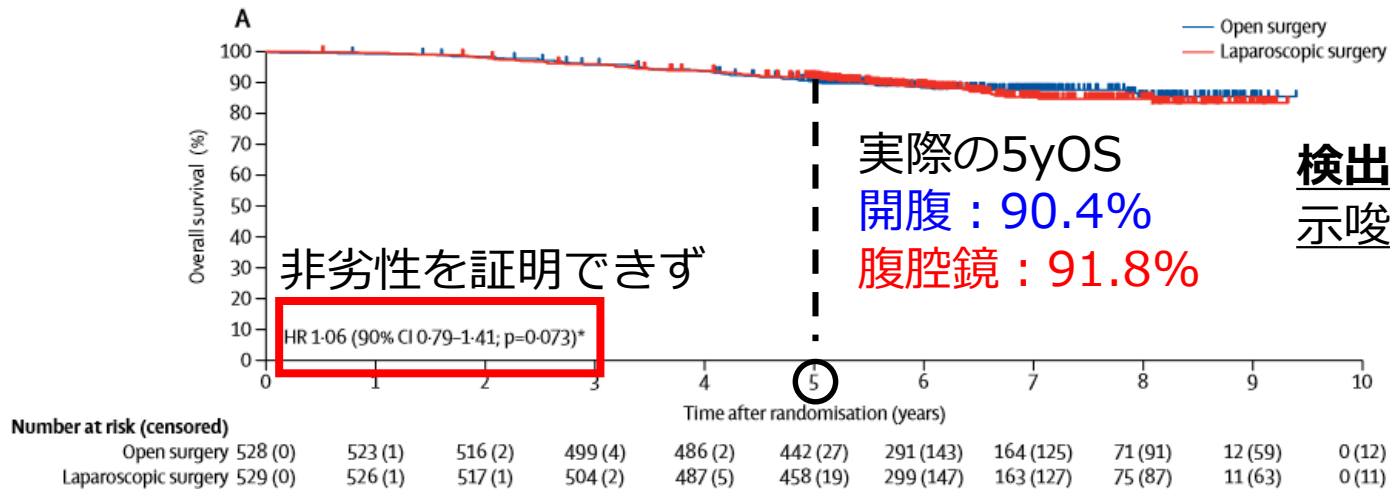 A
Open surgery
Laparoscopic surgery
Overall survival (%)
100
90
80
70
60
50
40
30
20
10
0
実際の5yOS
開腹：90.4%
腹腔鏡：91.8%
検出
示唆
非劣性を証明できず
HR 1·06 (90% CI 0·79–1·41; p=0·073)*
0 1 2 3 4 5 6 7 8 9 10
Time after randomisation (years)
Number at risk (censored)
Open surgery 528 (0) 523 (1) 516 (2) 499 (4) 486 (2) 442 (27) 291 (143) 164 (125) 71 (91) 12 (59) 0 (12)
Laparoscopic surgery 529 (0) 526 (1) 517 (1) 504 (2) 487 (5) 458 (19) 299 (147) 163 (127) 75 (87) 11 (63) 0 (11)